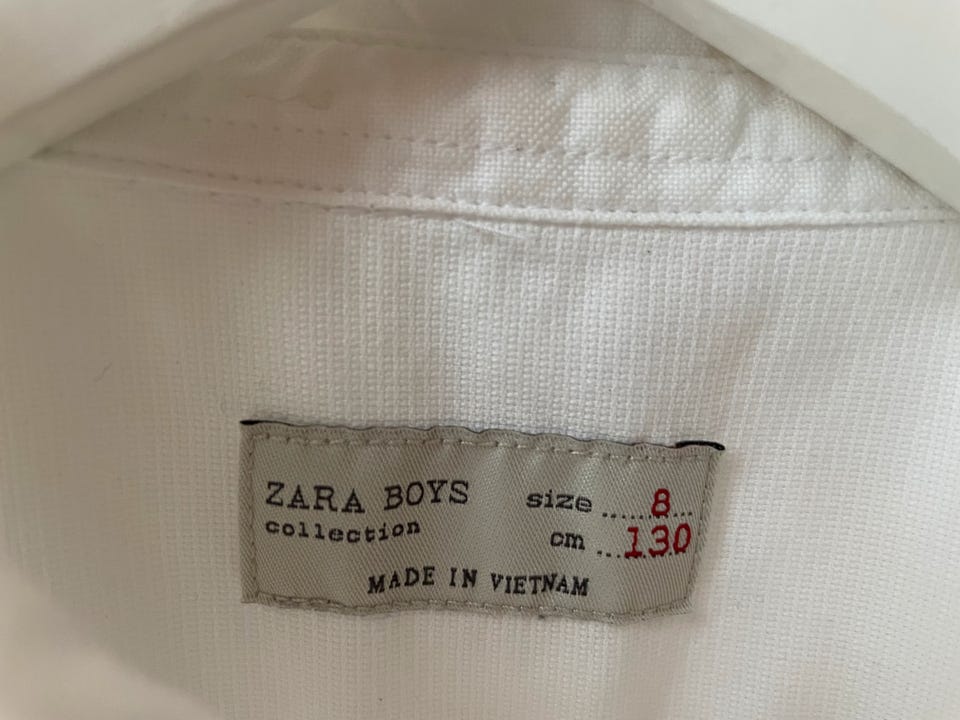 ZARA BOYS size.....8...
collection cm...130
MADE IN VIETNAM